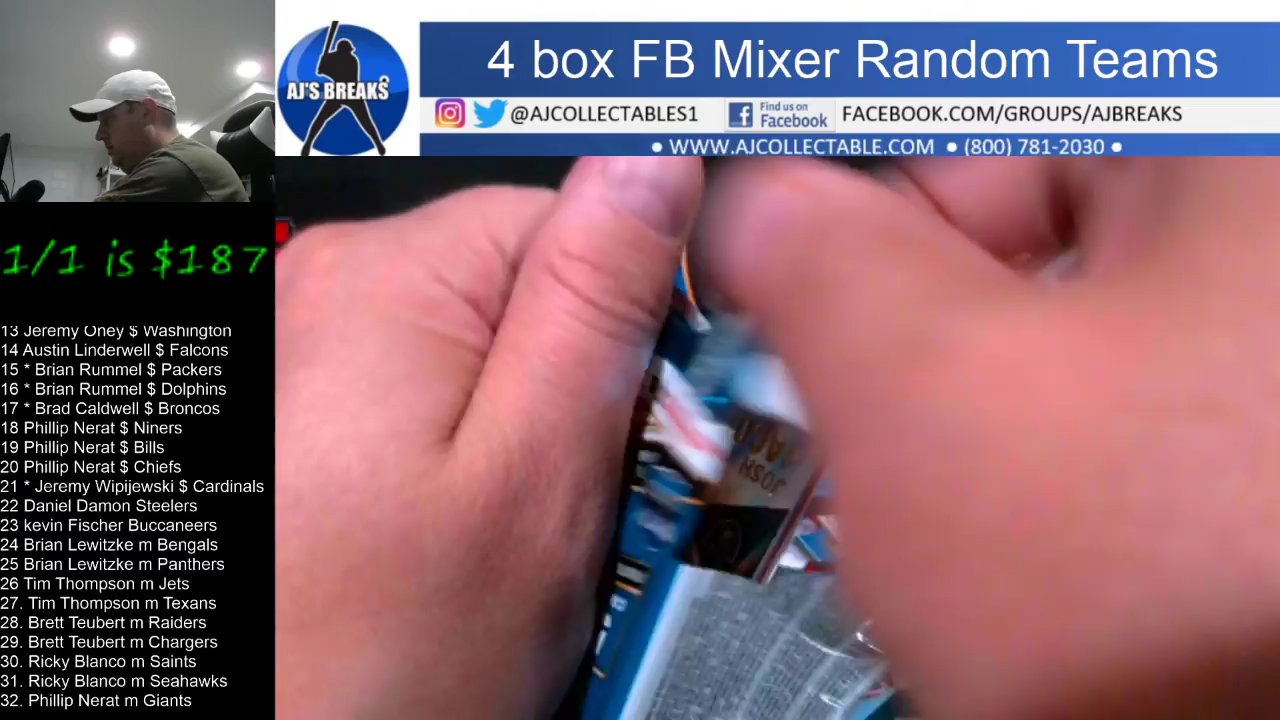 AJ'S BREAKS
4 box FB Mixer Random Teams
@AJCOLLECTABLES1
Find us on
Facebook
FACEBOOK.COM/GROUPS/AJBREAKS
• WWW.AJCOLLECTABLE.COM • (800) 781-2030 •
1/1 is $187
13 Jeremy Oney $ Washington
14 Austin Linderwell $ Falcons
15 * Brian Rummel $ Packers
16 * Brian Rummel $ Dolphins
17 * Brad Caldwell $ Broncos
18 Phillip Nerat $ Niners
19 Phillip Nerat $ Bills
20 Phillip Nerat $ Chiefs
21 * Jeremy Wipijewski $ Cardinals
22 Daniel Damon Steelers
23 kevin Fischer Buccaneers
24 Brian Lewitzke m Bengals
25 Brian Lewitzke m Panthers
26 Tim Thompson m Jets
27. Tim Thompson m Texans
28. Brett Teubert m Raiders
29. Brett Teubert m Chargers
30. Ricky Blanco m Saints
31. Ricky Blanco m Seahawks
32. Phillip Nerat m Giants
JOSH